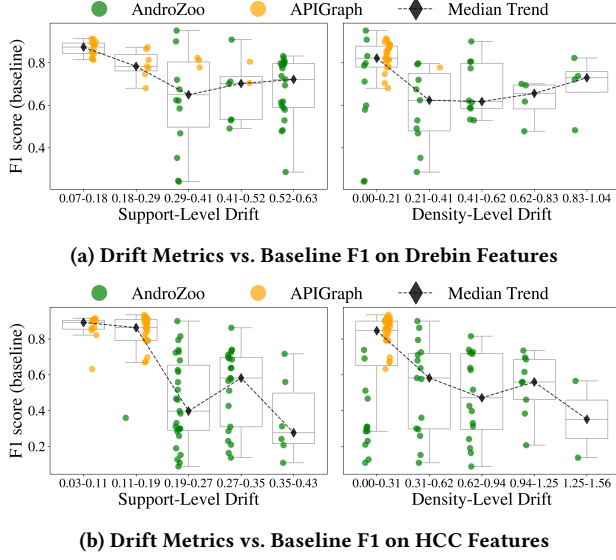 AndroZoo APIGraph Median Trend
F1 score (baseline)
0.8
0.6
0.4
0.07-0.18 0.18-0.29 0.29-0.41 0.41-0.52 0.52-0.63
Support-Level Drift
0.00-0.21 0.21-0.41 0.41-0.62 0.62-0.83 0.83-1.04
Density-Level Drift
(a) Drift Metrics vs. Baseline F1 on Drebin Features
AndroZoo APIGraph Median Trend
F1 score (baseline)
0.8
0.6
0.4
0.2
0.03-0.11 0.11-0.19 0.19-0.27 0.27-0.35 0.35-0.43
Support-Level Drift
0.00-0.31 0.31-0.62 0.62-0.94 0.94-1.25 1.25-1.56
Density-Level Drift
(b) Drift Metrics vs. Baseline F1 on HCC Features